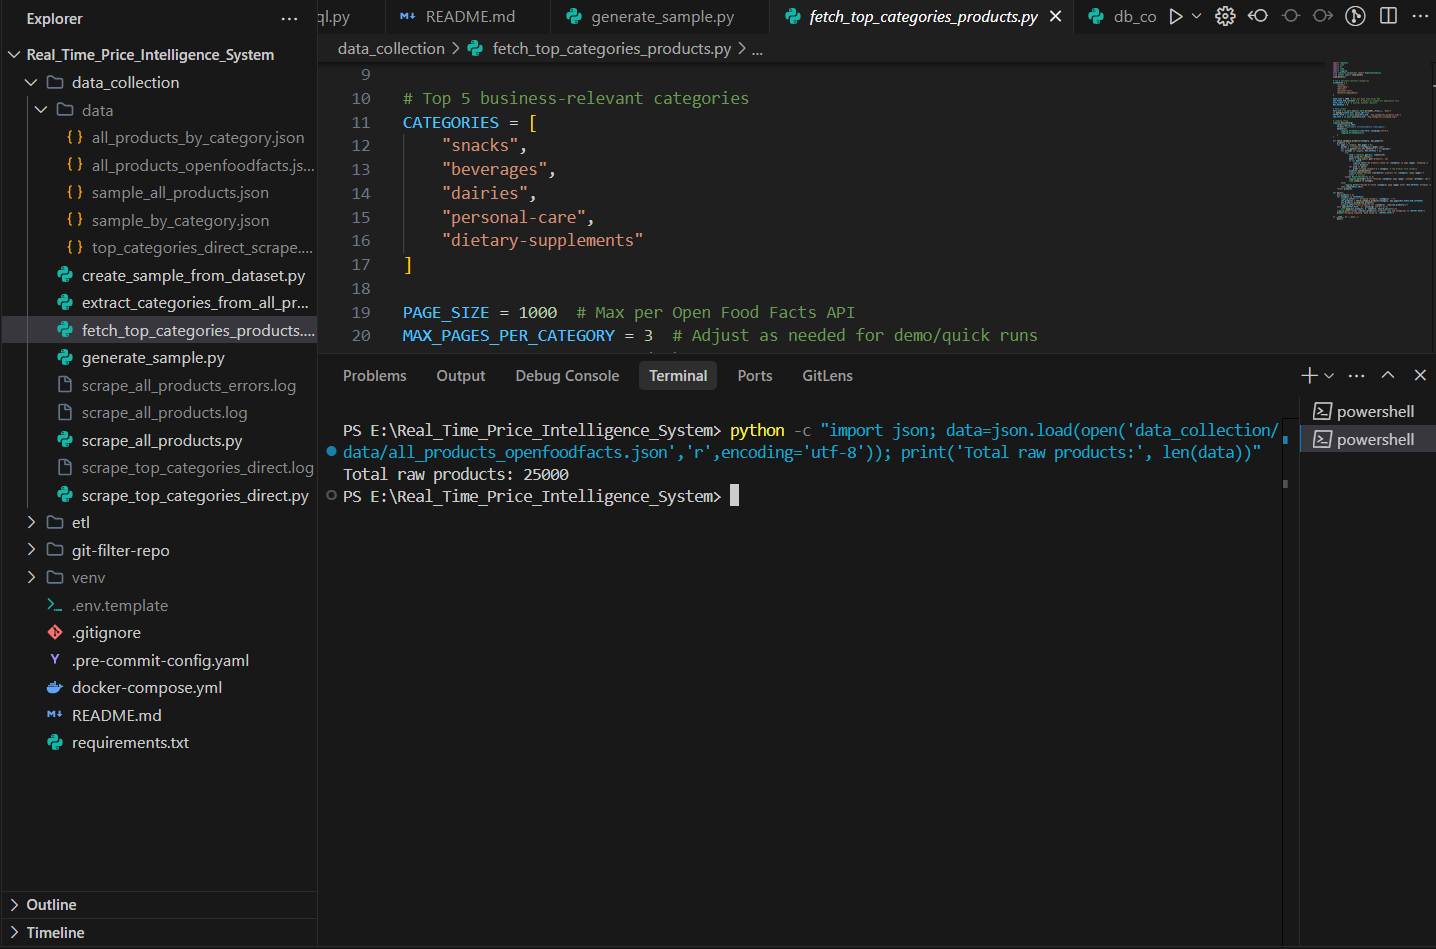 Explorer
Real_Time_Price_Intelligence_System
data_collection
data
all_products_by_category.json
all_products_openfoodfacts.js...
sample_all_products.json
sample_by_category.json
top_categories_direct_scrape....
create_sample_from_dataset.py
extract_categories_from_all_pr...
fetch_top_categories_products....
generate_sample.py
scrape_all_products_errors.log
scrape_all_products.log
scrape_all_products.py
scrape_top_categories_direct.log
scrape_top_categories_direct.py
etl
git-filter-repo
venv
.env.template
.gitignore
.pre-commit-config.yaml
docker-compose.yml
README.md
requirements.txt
Outline
Timeline
ql.py README.md generate_sample.py fetch_top_categories_products.py db_co
data_collection > fetch_top_categories_products.py > ...
9
10 # Top 5 business-relevant categories
11 CATEGORIES = [
12 "snacks",
13 "beverages",
14 "dairies",
15 "personal-care",
16 "dietary-supplements"
17 ]
18
19 PAGE_SIZE = 1000 # Max per Open Food Facts API
20 MAX_PAGES_PER_CATEGORY = 3 # Adjust as needed for demo/quick runs
Problems Output Debug Console Terminal Ports GitLens
PS E:\Real_Time_Price_Intelligence_System> python -c "import json; data=json.load(open('data_collection/
data/all_products_openfoodfacts.json','r',encoding='utf-8')); print('Total raw products:', len(data))"
Total raw products: 25000
PS E:\Real_Time_Price_Intelligence_System>
powershell
powershell